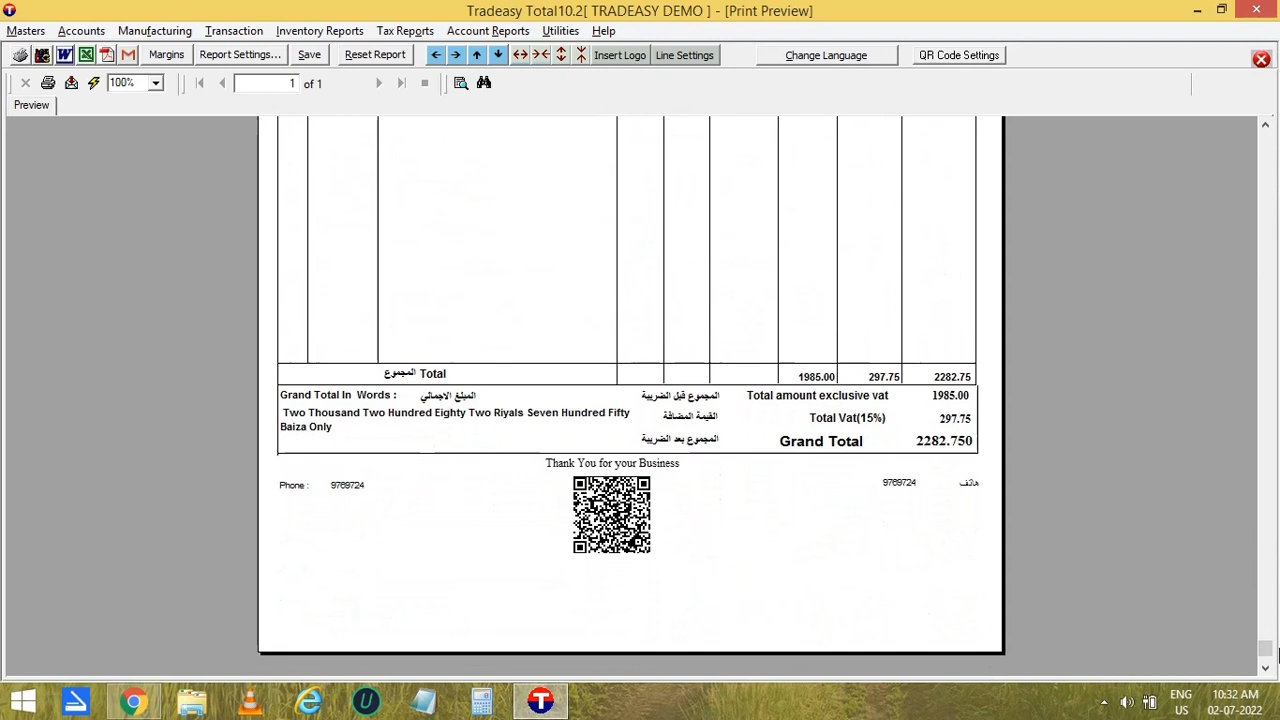 Tradeasy Total10.2[ TRADEASY DEMO ] - [Print Preview]
Masters Accounts Manufacturing Transaction Inventory Reports Tax Reports Account Reports Utilities Help
Margins Report Settings... Save Reset Report Insert Logo Line Settings Change Language QR Code Settings
100% 1 of 1
Preview
المجموع Total 1985.00 297.75 2282.75
Grand Total In Words : المبلغ الاجمالي المجموع قبل الضريبة Total amount exclusive vat 1985.00
Two Thousand Two Hundred Eighty Two Riyals Seven Hundred Fifty القيمة المضافة Total Vat(15%) 297.75
Baiza Only
المجموع بعد الضريبة Grand Total 2282.750
Thank You for your Business
Phone : 9769724 9769724 هاتف
ENG 10:32 AM
US 02-07-2022